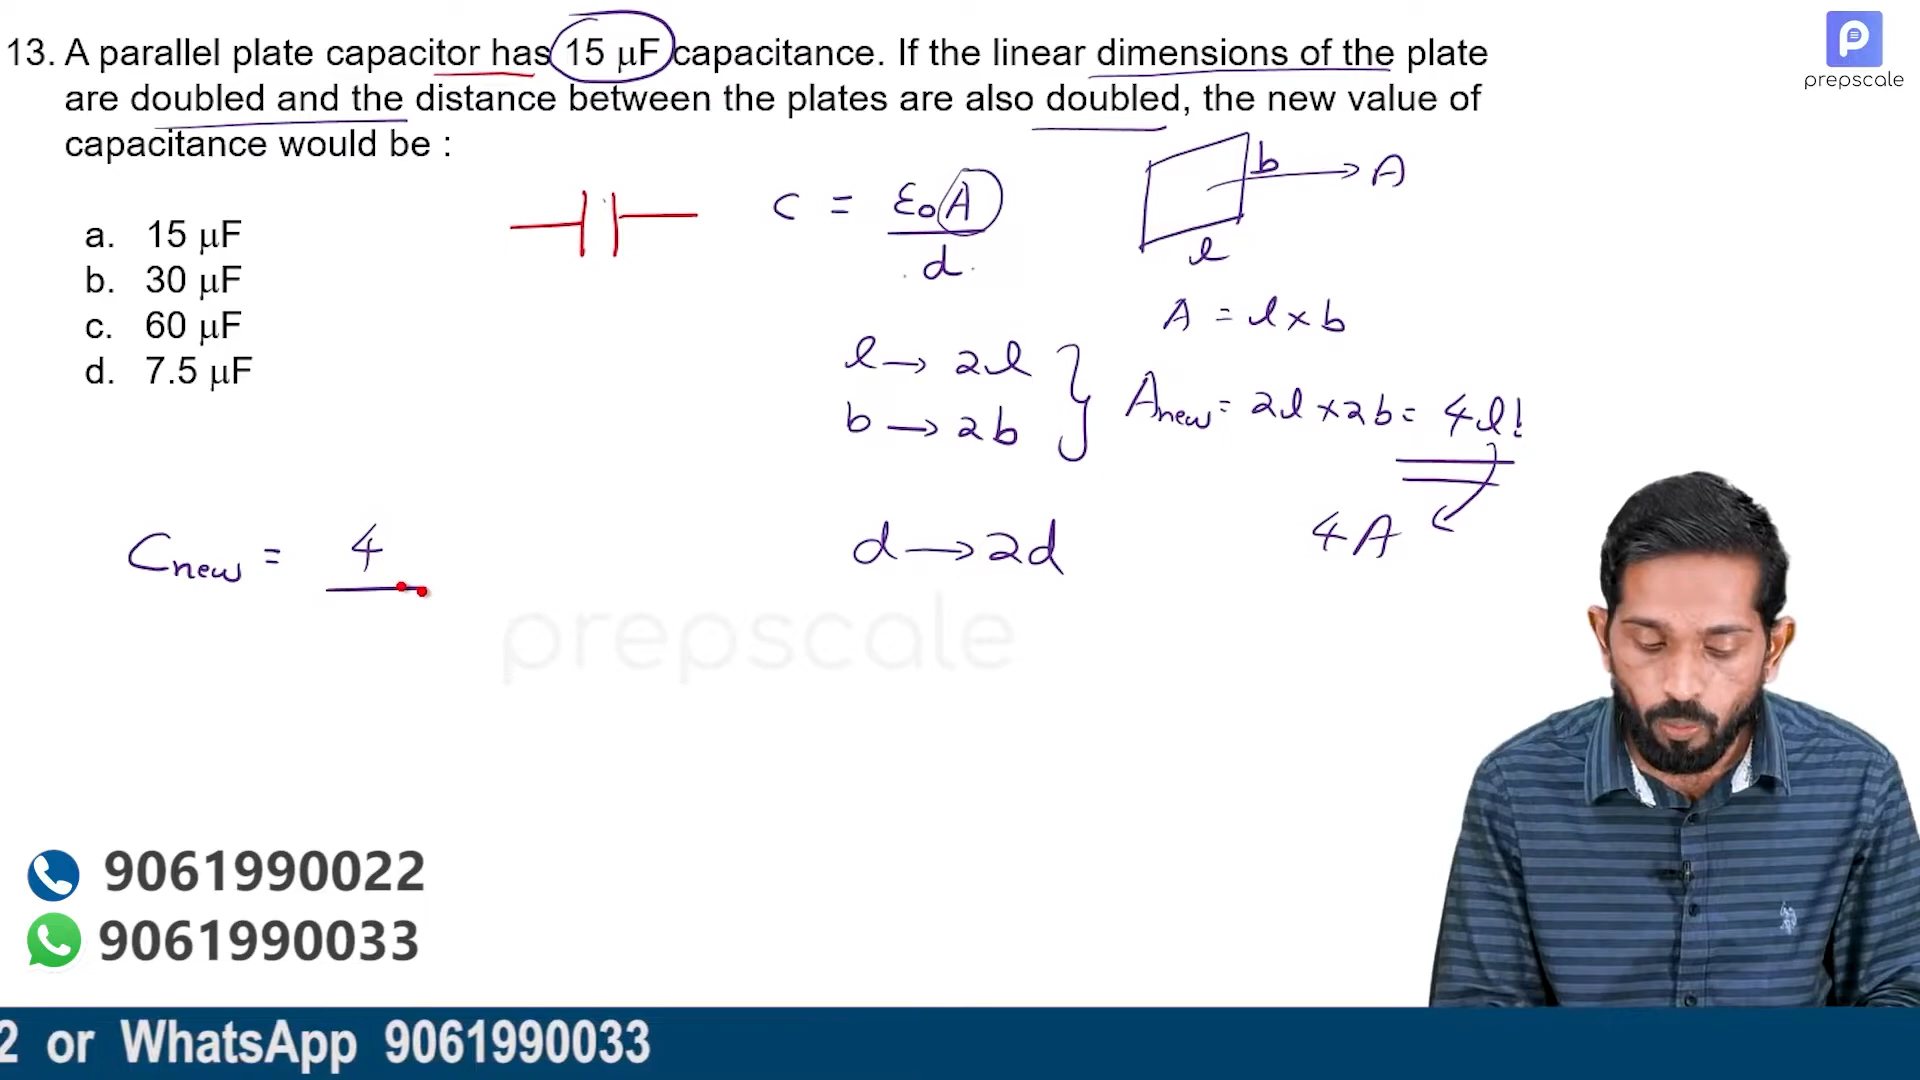 13. A parallel plate capacitor has 15 μF capacitance. If the linear dimensions of the plate
are doubled and the distance between the plates are also doubled, the new value of
capacitance would be :
a. 15 μF
b. 30 μF
c. 60 μF
d. 7.5 μF
prepscale
C = ε₀A
d
b
A
l
A = l × b
l → 2l
b → 2b
Anew = 2l × 2b = 4l
4A
d → 2d
Cnew = 4
prepscale
9061990022
9061990033
2 or WhatsApp 9061990033